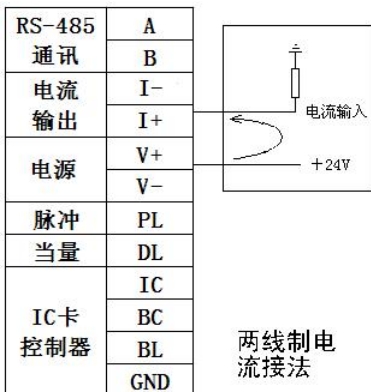 RS-485 A
通讯 B
电流 I-
输出 I+
电源 V+
V-
脉冲 PL
当量 DL
IC
IC卡 BC
控制器 BL
GND
电流输入
＋24V
两线制电
流接法